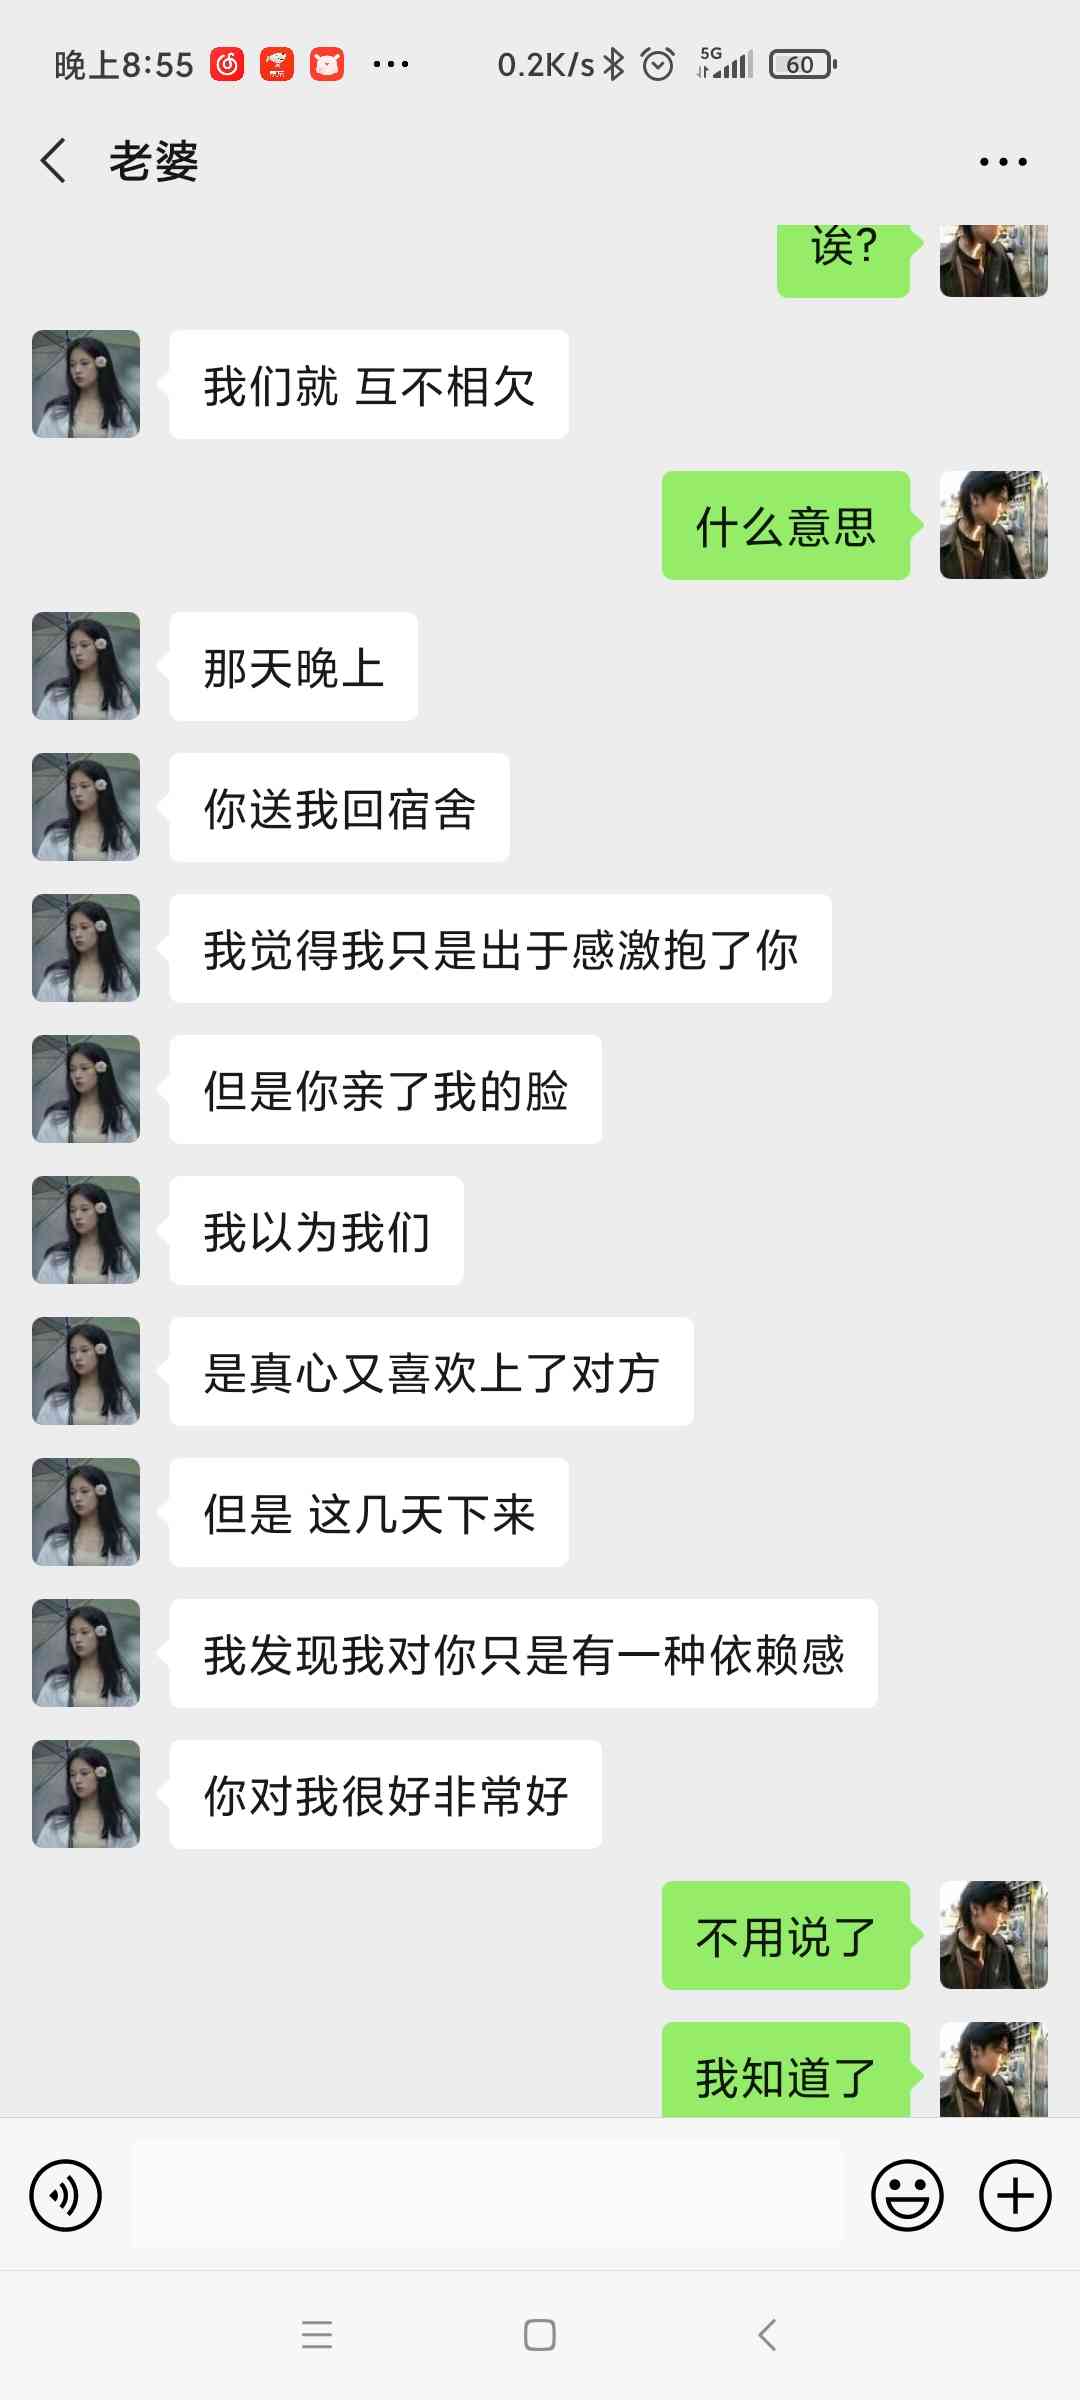 晚上8:55 0.2K/s 5G 60
老婆
诶?
我们就 互不相欠
什么意思
那天晚上
你送我回宿舍
我觉得我只是出于感激抱了你
但是你亲了我的脸
我以为我们
是真心又喜欢上了对方
但是 这几天下来
我发现我对你只是有一种依赖感
你对我很好非常好
不用说了
我知道了